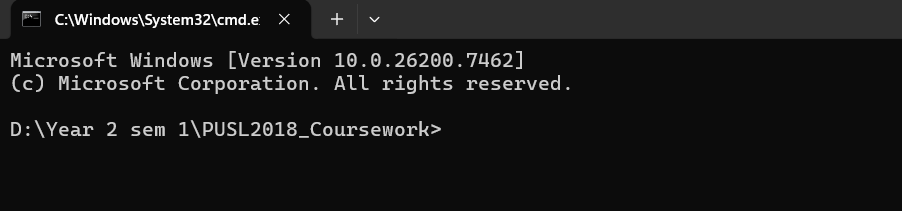 C:\Windows\System32\cmd.e
Microsoft Windows [Version 10.0.26200.7462]
(c) Microsoft Corporation. All rights reserved.
D:\Year 2 sem 1\PUSL2018_Coursework>